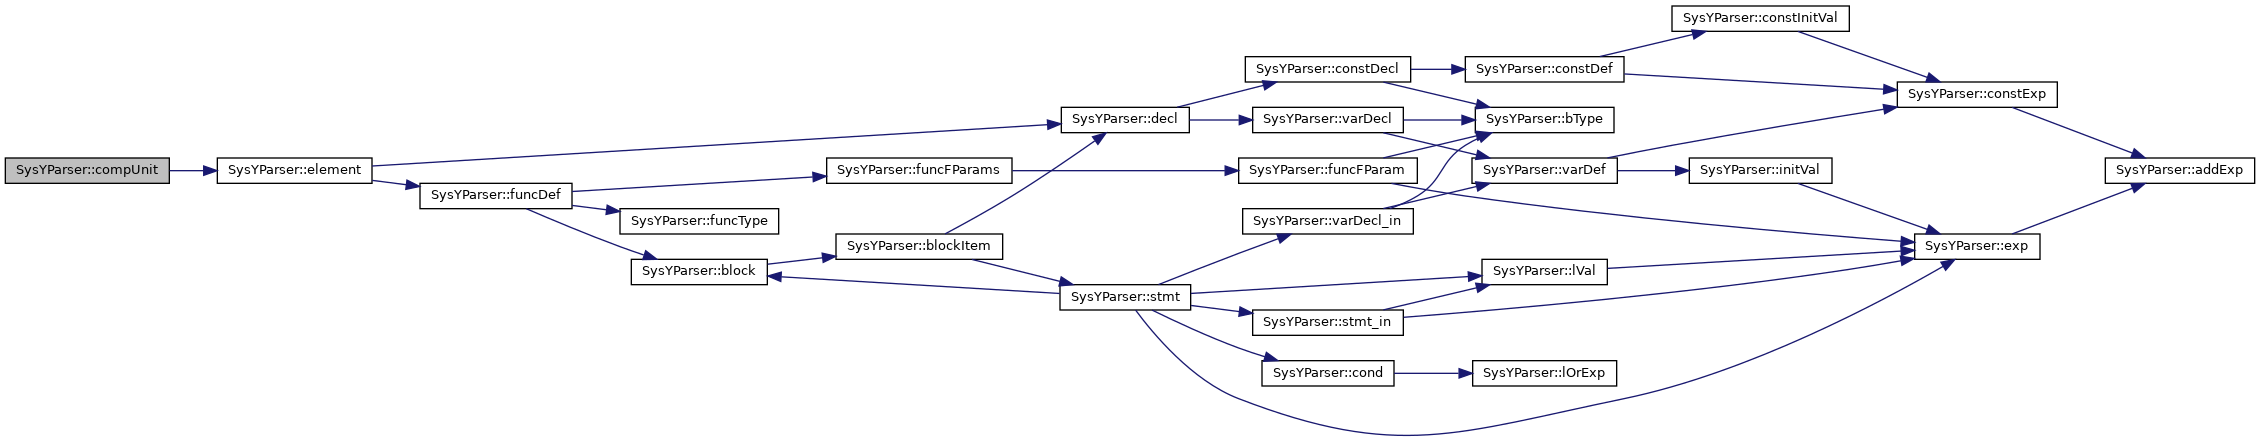 SysYParser::compUnit
SysYParser::element
SysYParser::funcDef
SysYParser::funcType
SysYParser::block
SysYParser::funcFParams
SysYParser::blockItem
SysYParser::decl
SysYParser::stmt
SysYParser::constDecl
SysYParser::varDecl
SysYParser::funcFParam
SysYParser::varDecl_in
SysYParser::stmt_in
SysYParser::cond
SysYParser::constDef
SysYParser::bType
SysYParser::varDef
SysYParser::lVal
SysYParser::lOrExp
SysYParser::constInitVal
SysYParser::initVal
SysYParser::constExp
SysYParser::exp
SysYParser::addExp